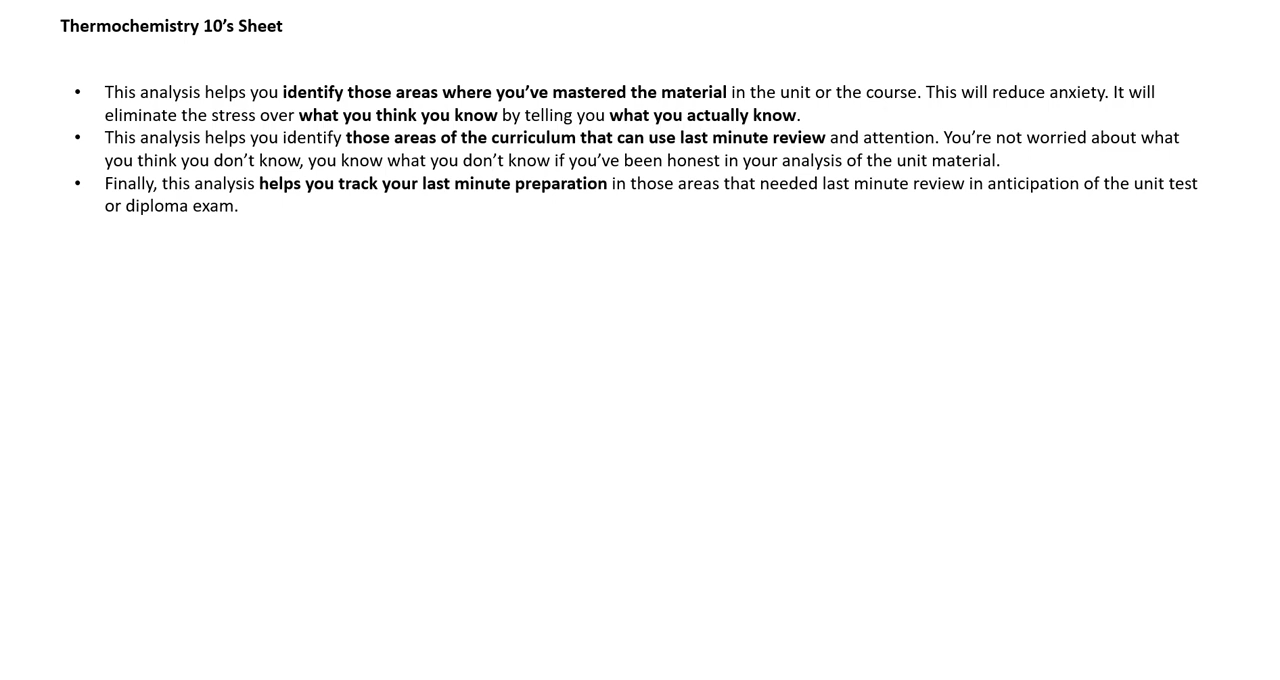 Thermochemistry 10’s Sheet
• This analysis helps you identify those areas where you’ve mastered the material in the unit or the course. This will reduce anxiety. It will
eliminate the stress over what you think you know by telling you what you actually know.
• This analysis helps you identify those areas of the curriculum that can use last minute review and attention. You’re not worried about what
you think you don’t know, you know what you don’t know if you’ve been honest in your analysis of the unit material.
• Finally, this analysis helps you track your last minute preparation in those areas that needed last minute review in anticipation of the unit test
or diploma exam.